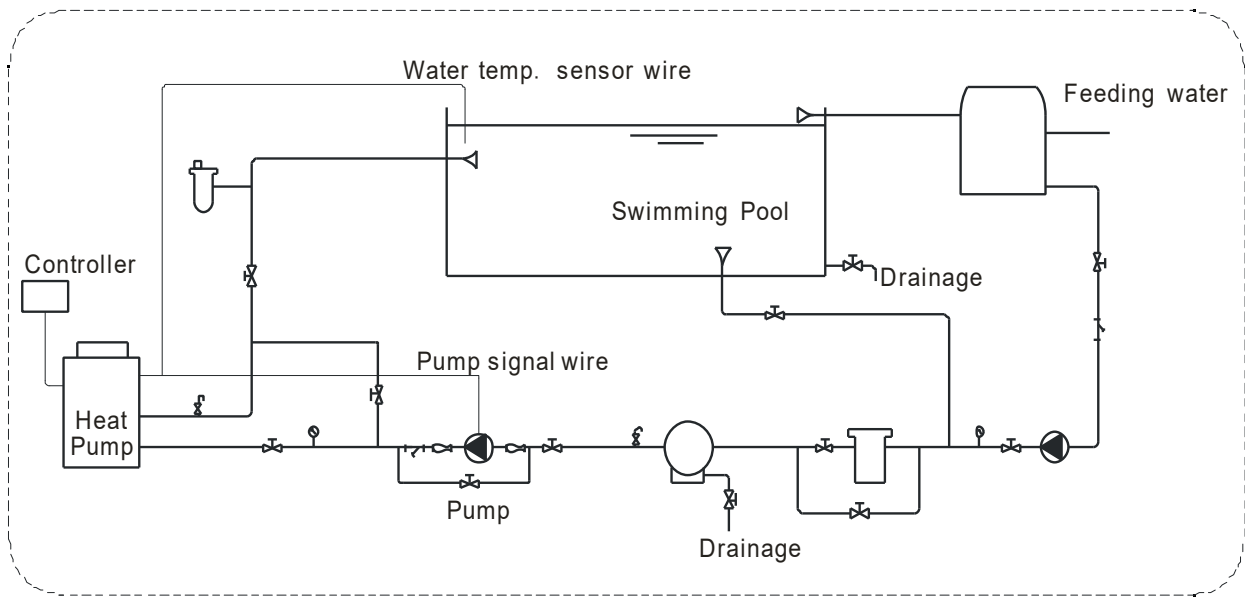 Water temp. sensor wire
Feeding water
Swimming Pool
Controller
Drainage
Pump signal wire
Heat
Pump
Pump
Drainage